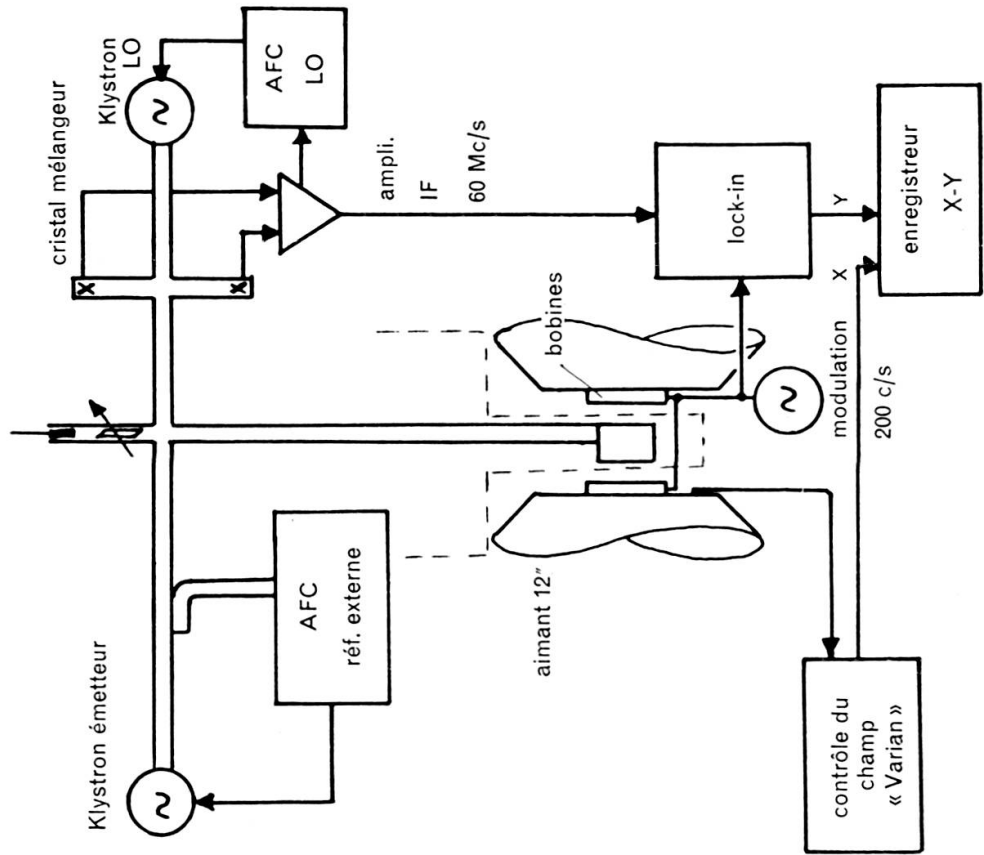 Klystron émetteur
AFC
réf. externe
cristal mélangeur
Klystron
LO
AFC
LO
ampli.
IF
60 Mc/s
aimant 12"
bobines
lock-in
modulation
200 c/s
X
Y
enregistreur
X-Y
contrôle du
champ
« Varian »